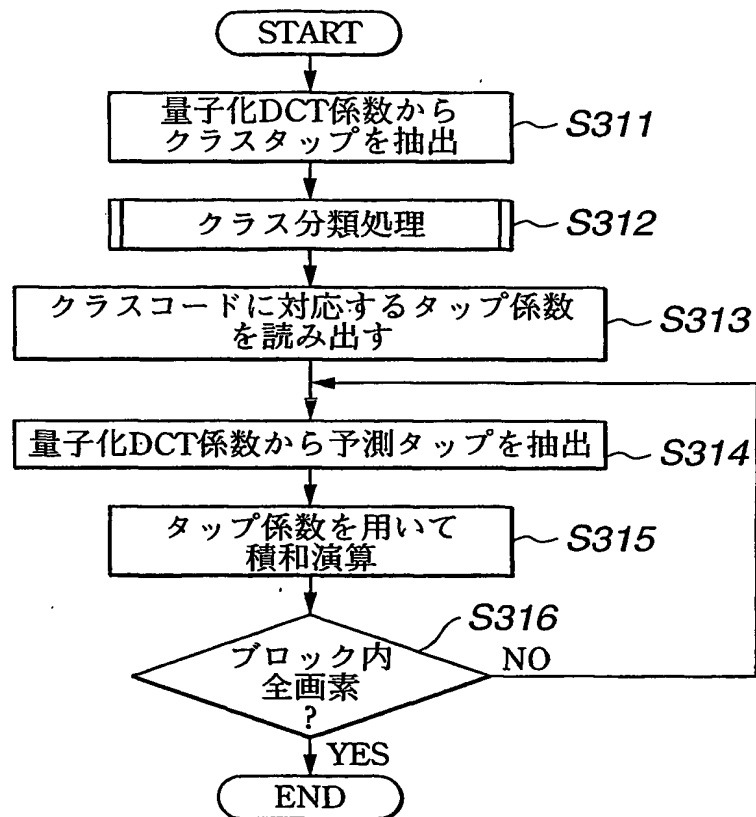 START
量子化DCT係数から
クラスタップを抽出
S311
クラス分類処理
S312
クラスコードに対応するタップ係数
を読み出す
S313
量子化DCT係数から予測タップを抽出
S314
タップ係数を用いて
積和演算
S315
S316
ブロック内
全画素
?
NO
YES
END